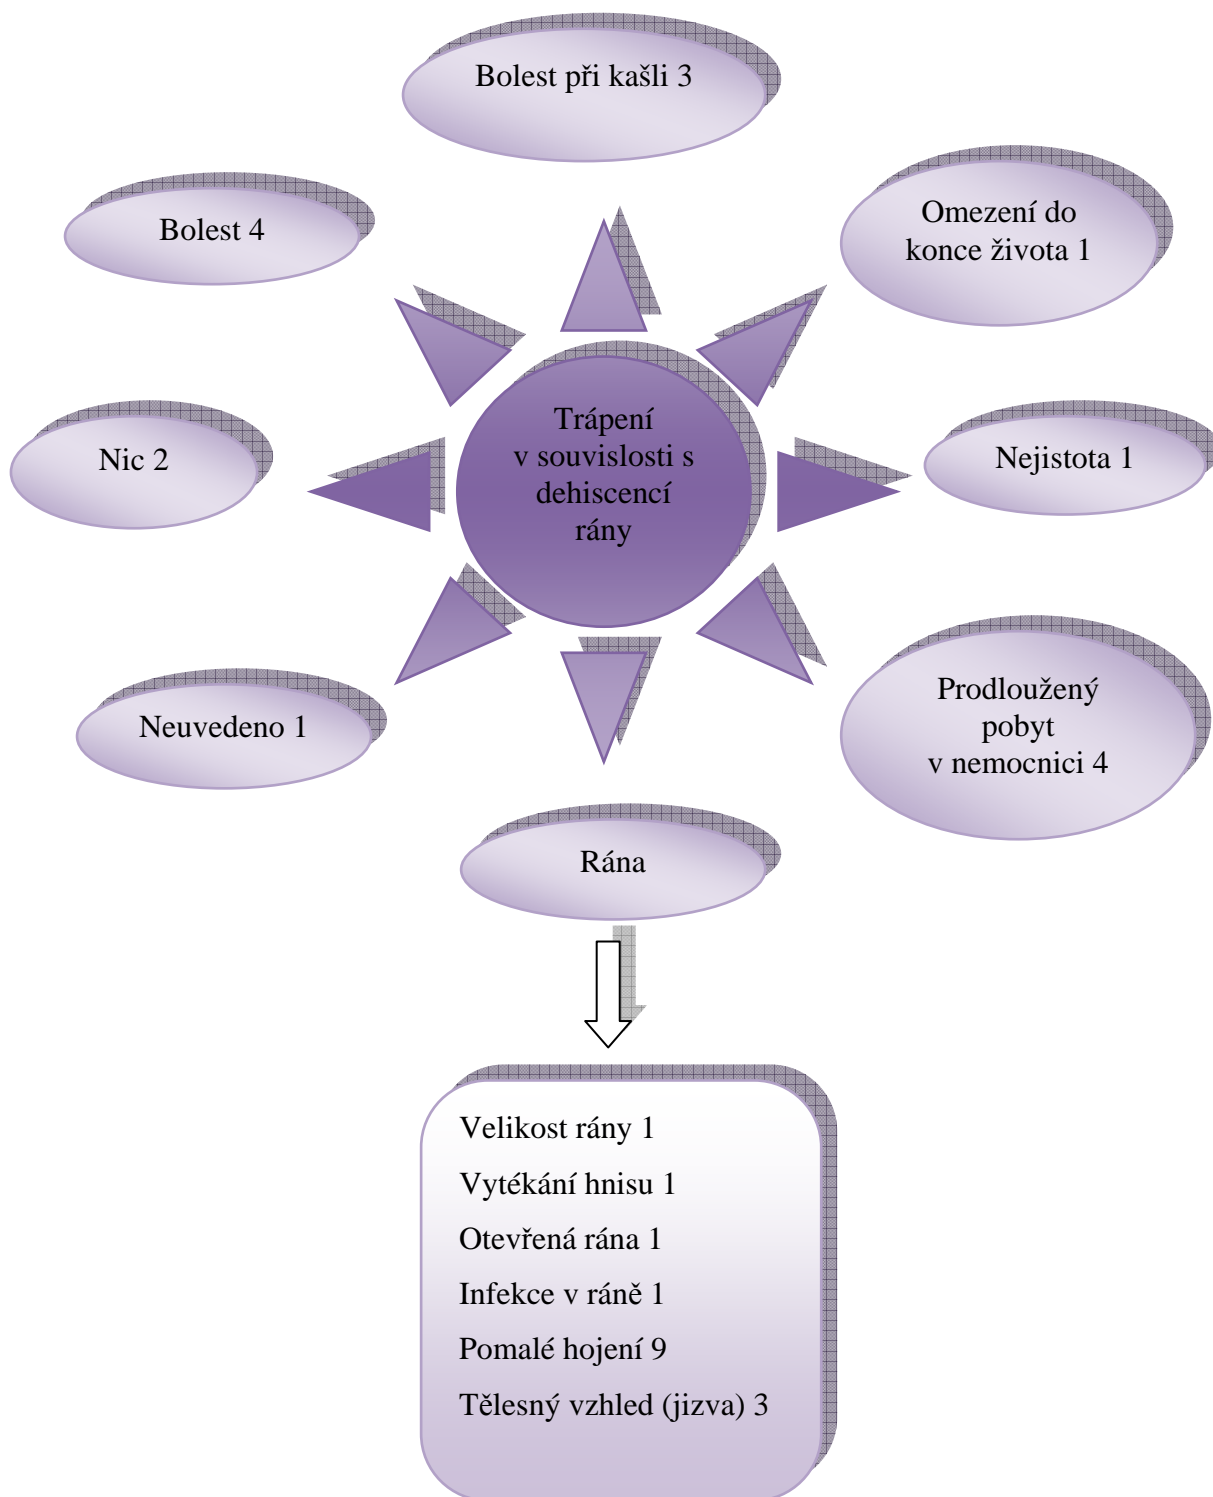 Bolest při kašli 3
Bolest 4
Omezení do
konce života 1
Trápení
v souvislosti s
dehiscencí
rány
Nic 2
Nejistota 1
Neuvedeno 1
Prodloužený
pobyt
v nemocnici 4
Rána
Velikost rány 1
Vytékání hnisu 1
Otevřená rána 1
Infekce v ráně 1
Pomalé hojení 9
Tělesný vzhled (jizva) 3